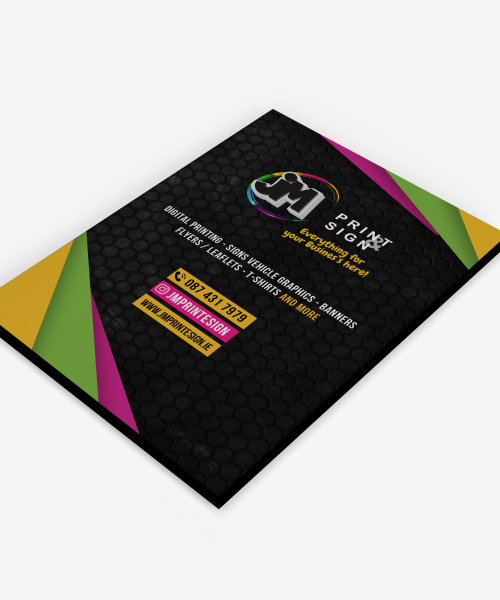 JM
PRINT &
SIGN
Everything for
your Business here!
DIGITAL PRINTING - SIGNS VEHICLE GRAPHICS - BANNERS
FLYERS / LEAFLETS - T-SHIRTS AND MORE
087 431 7979
JMPRINTESIGN
WWW.JMPRINTESIGN.IE